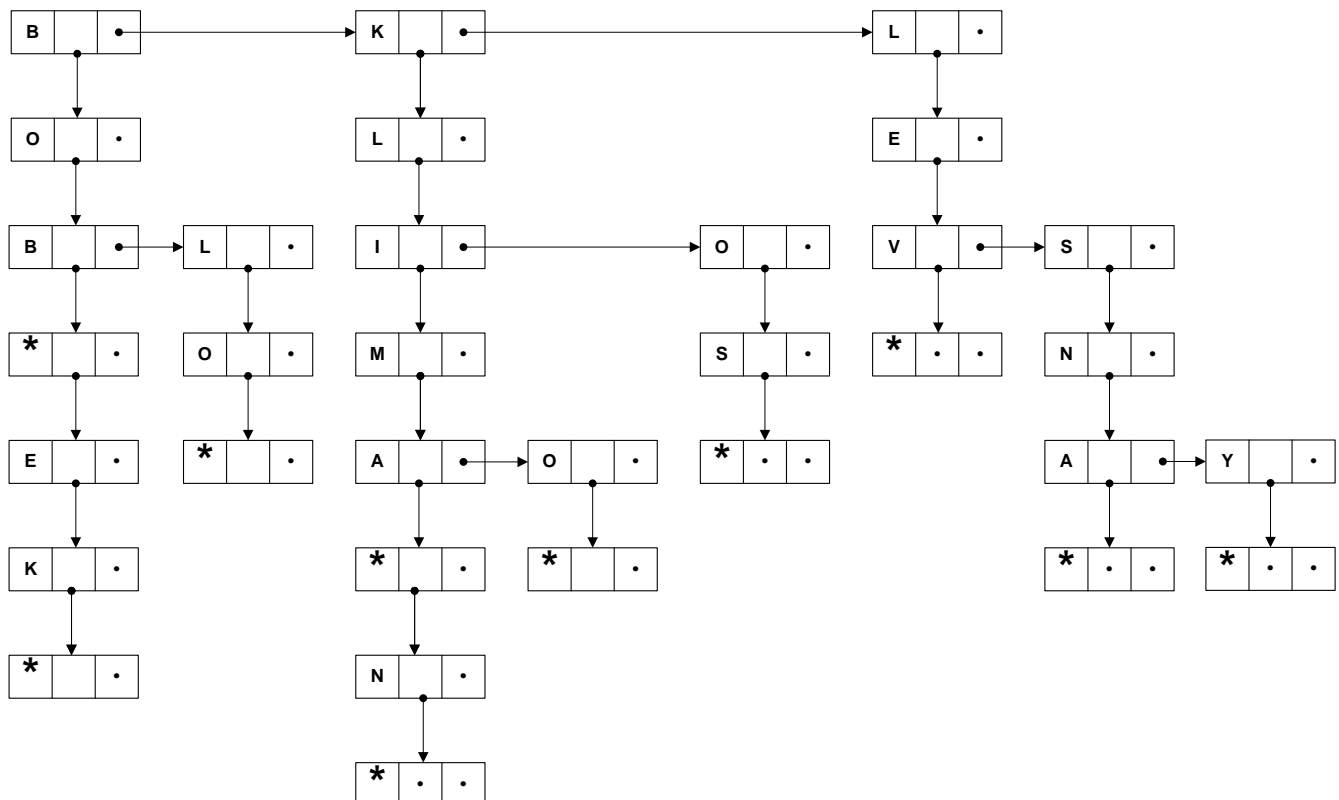 B K L
O L E
B L I O V S
* O M S * N
E * A O * A Y
K * * * *
* N
*